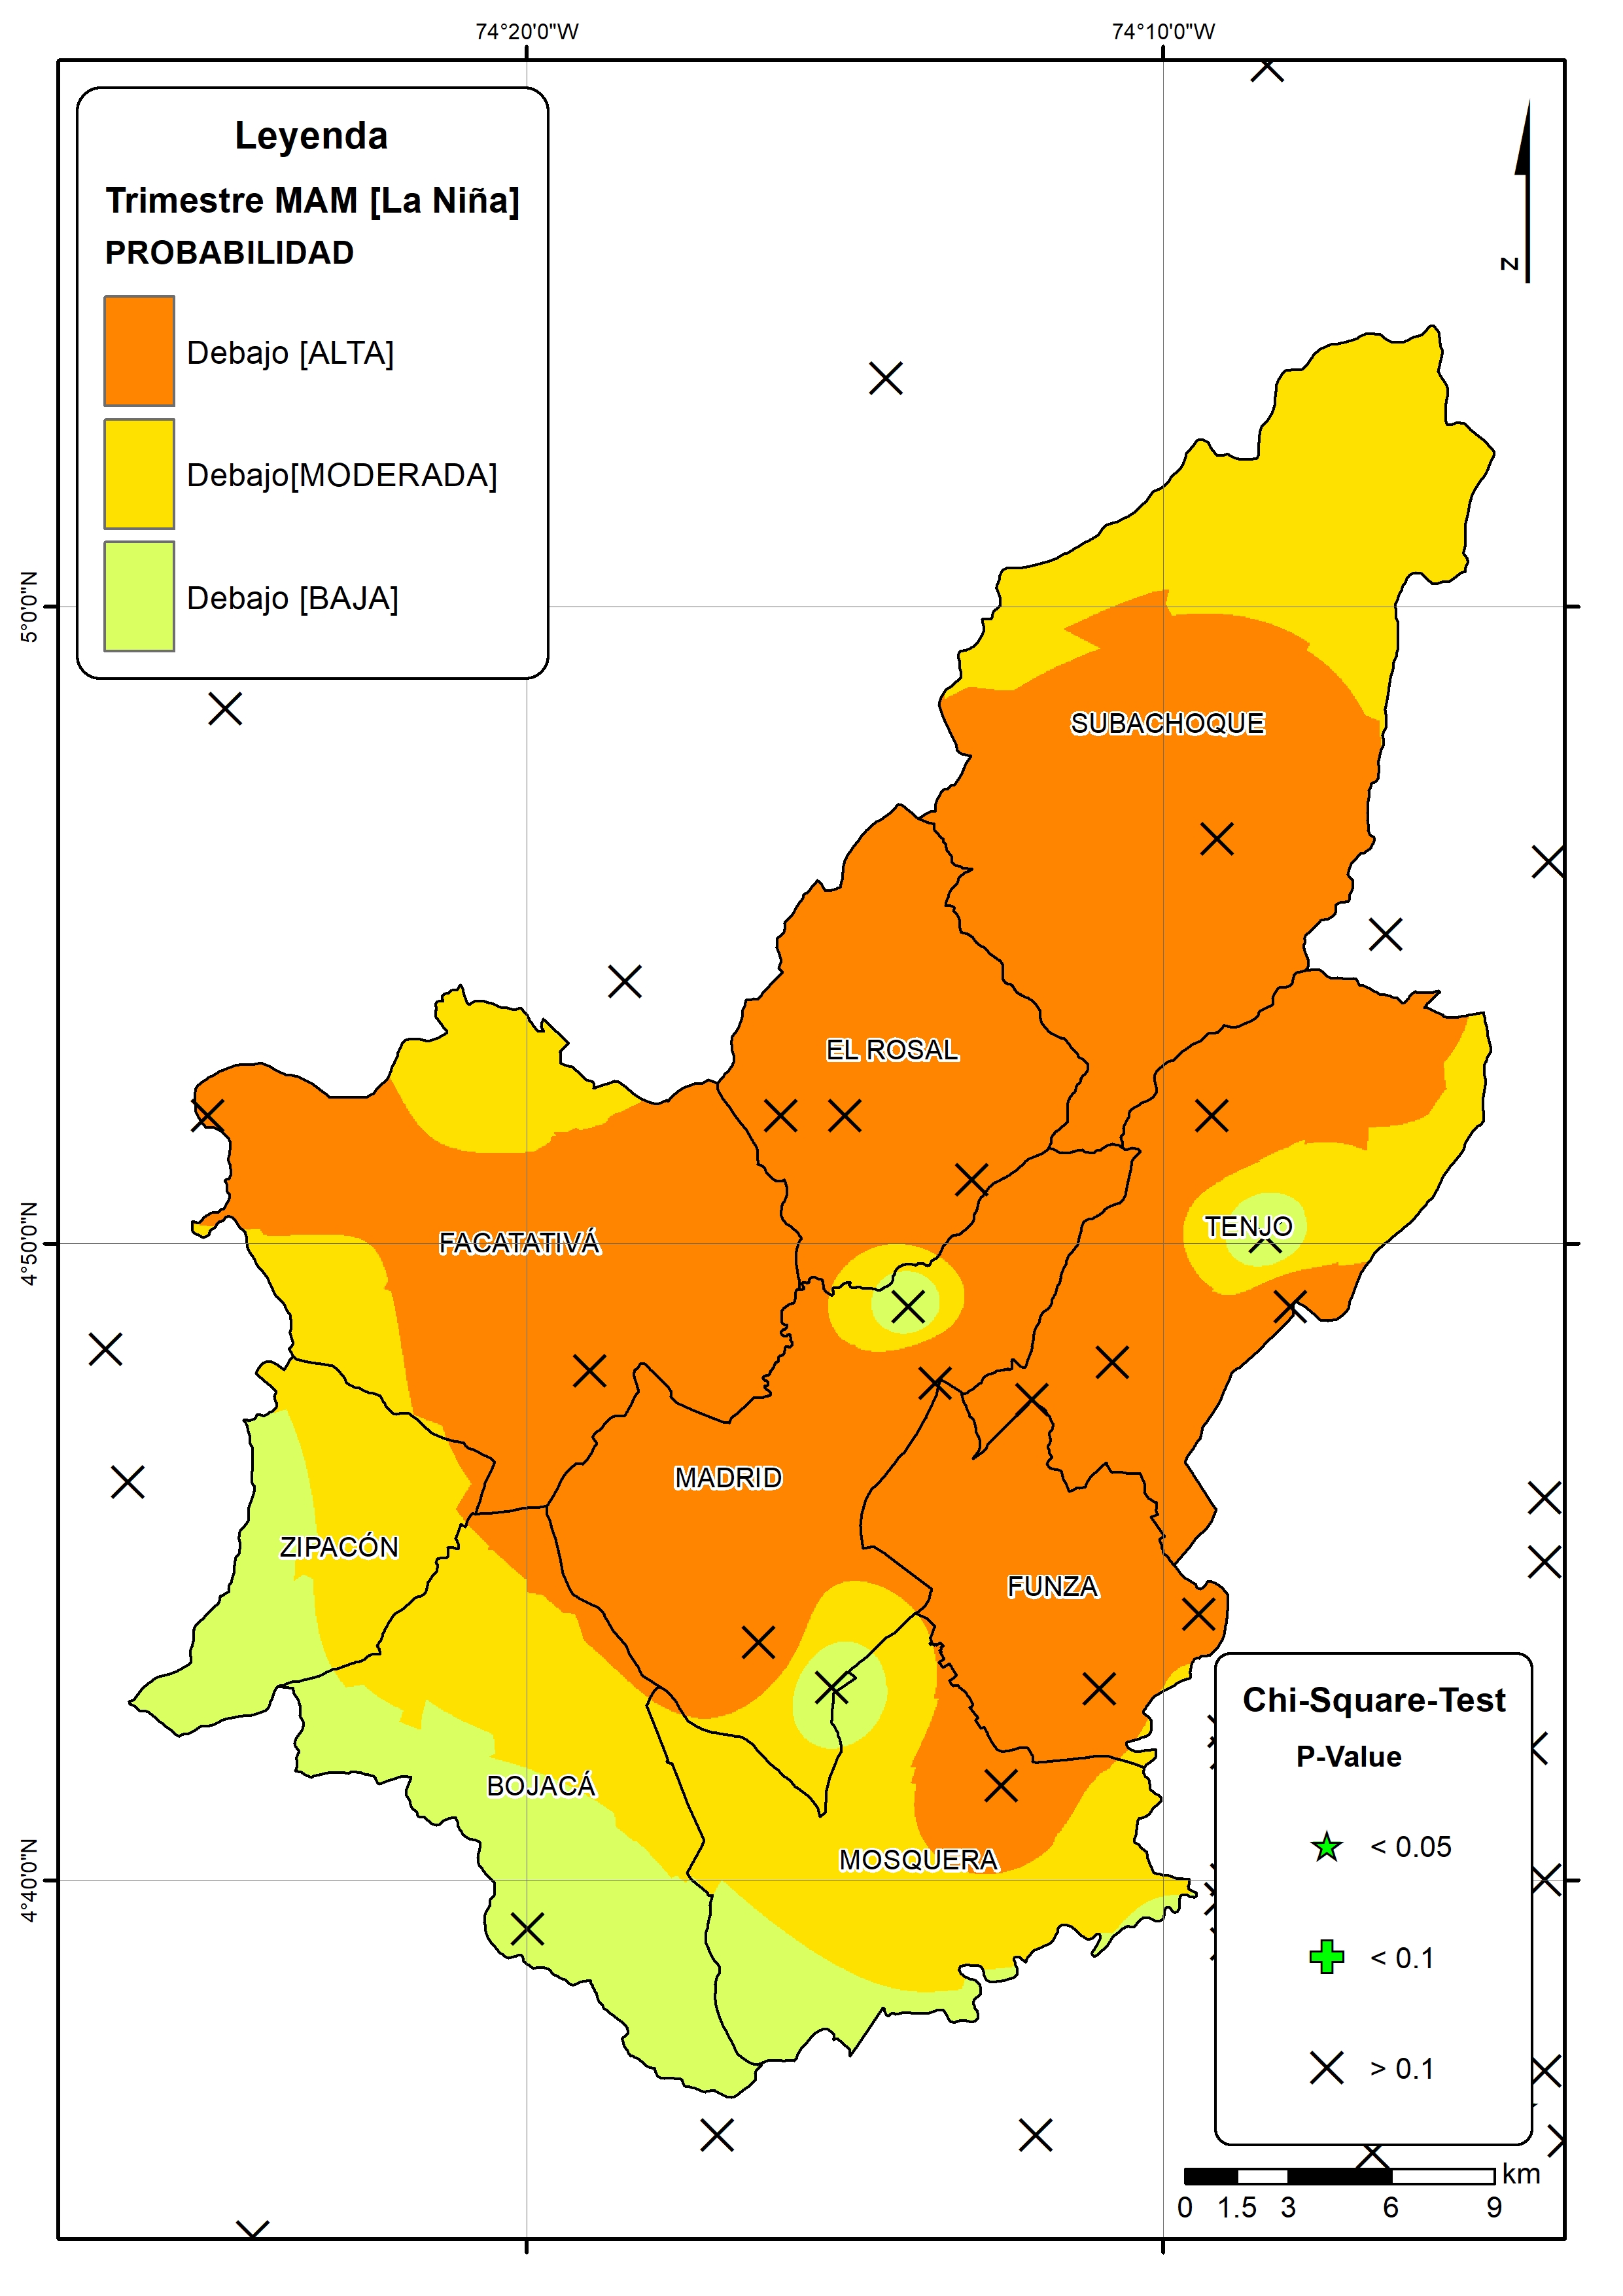 74°20'0"W
74°10'0"W
Leyenda
Trimestre MAM [La Niña]
PROBABILIDAD
Debajo [ALTA]
Debajo[MODERADA]
Debajo [BAJA]
N
5°0'0"N
SUBACHOQUE
EL ROSAL
TENJO
FACATATIVÁ
4°50'0"N
MADRID
ZIPACÓN
FUNZA
BOJACÁ
MOSQUERA
4°40'0"N
Chi-Square-Test
P-Value
< 0.05
< 0.1
> 0.1
km
0 1.5 3 6 9